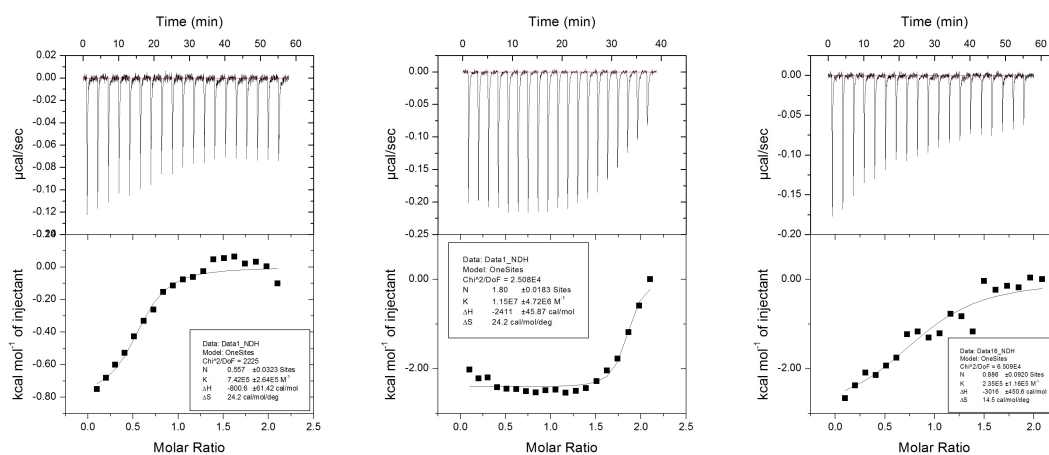 Time (min)
0 10 20 30 40 50 60
0.02
0.00
-0.02
-0.04
-0.06
-0.08
-0.10
-0.12
µcal/sec
0.00
-0.20
-0.40
-0.60
-0.80
kcal mol⁻¹ of injectant
Data: Data1_NDH
Model: OneSites
Chi^2/DoF = 2225
N 0.557 ±0.0323 Sites
K 7.42E5 ±2.64E5 M⁻¹
ΔH -800.6 ±61.42 cal/mol
ΔS 24.2 cal/mol/deg
0.0 0.5 1.0 1.5 2.0 2.5
Molar Ratio
Time (min)
0 10 20 30 40
0.00
-0.05
-0.10
-0.15
-0.20
-0.25
µcal/sec
Data: Data1_NDH
Model: OneSites
Chi^2/DoF = 2.508E4
N 1.80 ±0.0183 Sites
K 1.15E7 ±4.72E6 M⁻¹
ΔH -2411 ±45.87 cal/mol
ΔS 24.2 cal/mol/deg
0.00
-2.00
kcal mol⁻¹ of injectant
0.0 0.5 1.0 1.5 2.0 2.5
Molar Ratio
Time (min)
0 10 20 30 40 50 60
0.00
-0.05
-0.10
-0.15
-0.20
µcal/sec
0.00
-2.00
kcal mol⁻¹ of injectant
Data: Data16_NDH
Model: OneSites
Chi^2/DoF = 6.509E4
N 0.886 ±0.0920 Sites
K 2.35E5 ±1.16E5 M⁻¹
ΔH -3016 ±450.6 cal/mol
ΔS 14.5 cal/mol/deg
0.0 0.5 1.0 1.5 2.0
Molar Ratio